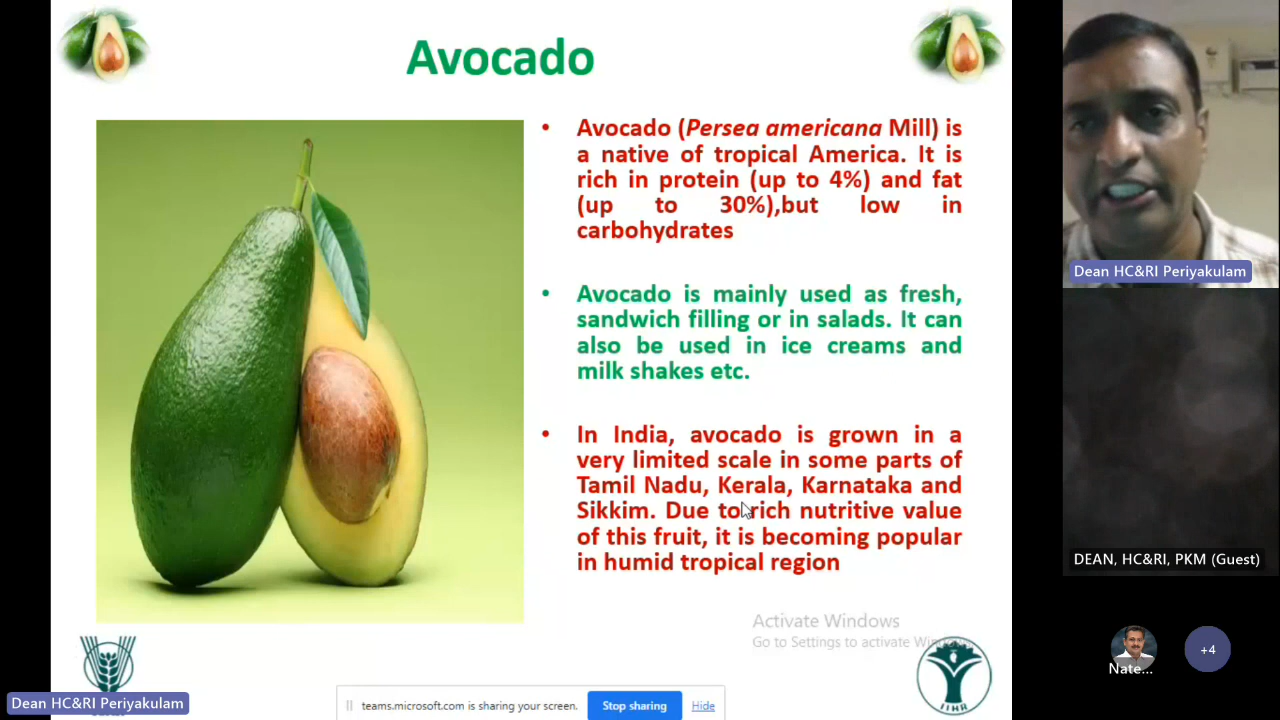 Avocado
• Avocado (Persea americana Mill) is
a native of tropical America. It is
rich in protein (up to 4%) and fat
(up to 30%),but low in
carbohydrates
• Avocado is mainly used as fresh,
sandwich filling or in salads. It can
also be used in ice creams and
milk shakes etc.
• In India, avocado is grown in a
very limited scale in some parts of
Tamil Nadu, Kerala, Karnataka and
Sikkim. Due to rich nutritive value
of this fruit, it is becoming popular
in humid tropical region
Activate Windows
Go to Settings to activate
IIHR
teams.microsoft.com is sharing your screen.
Stop sharing
Hide
Dean HC&RI Periyakulam
Dean HC&RI Periyakulam
DEAN, HC&RI, PKM (Guest)
Nate...
+4